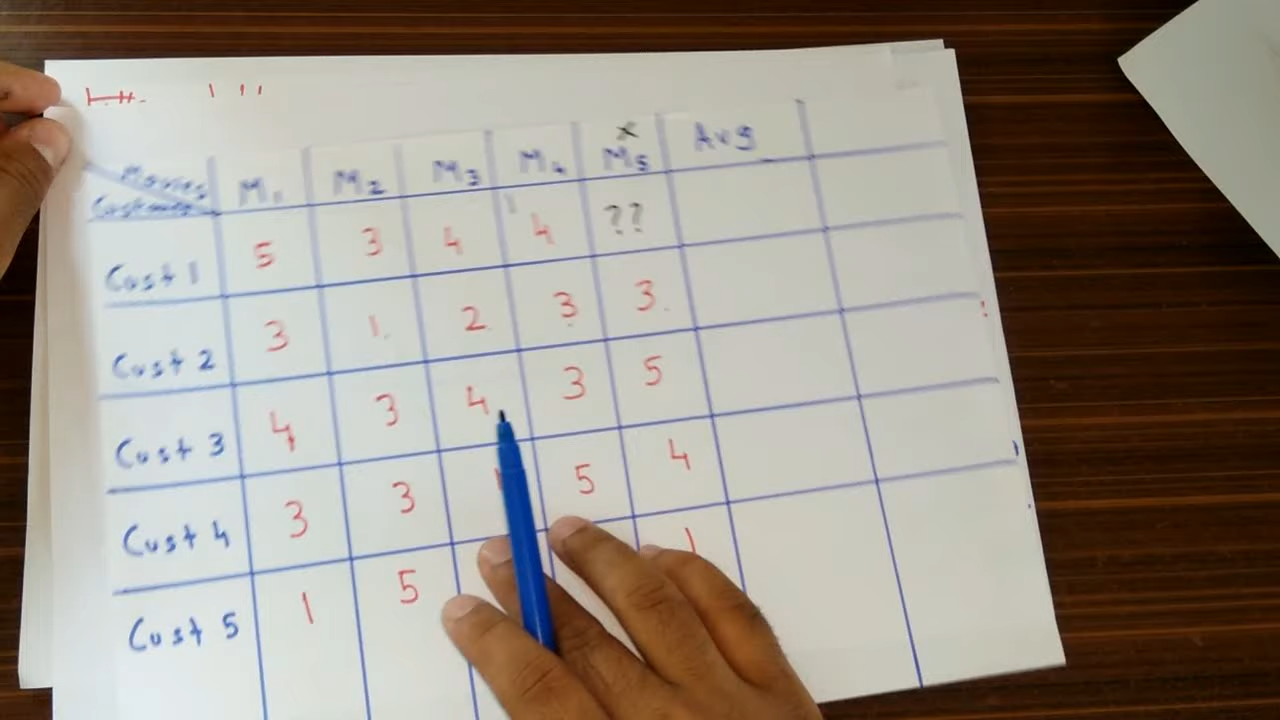 x
Movies M1 M2 M3 M4 M5 Avg
Customers
Cust 1 5 3 4 4 ??
Cust 2 3 1 2 3 3
Cust 3 4 3 4 3 5
Cust 4 3 3 5 4
Cust 5 1 5 1